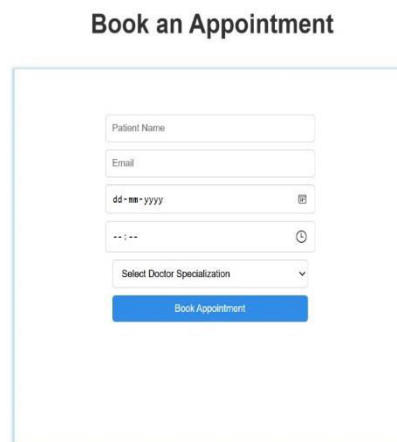 Book an Appointment
Patient Name
Email
dd-mm-yyyy
--:--
Select Doctor Specialization
Book Appointment